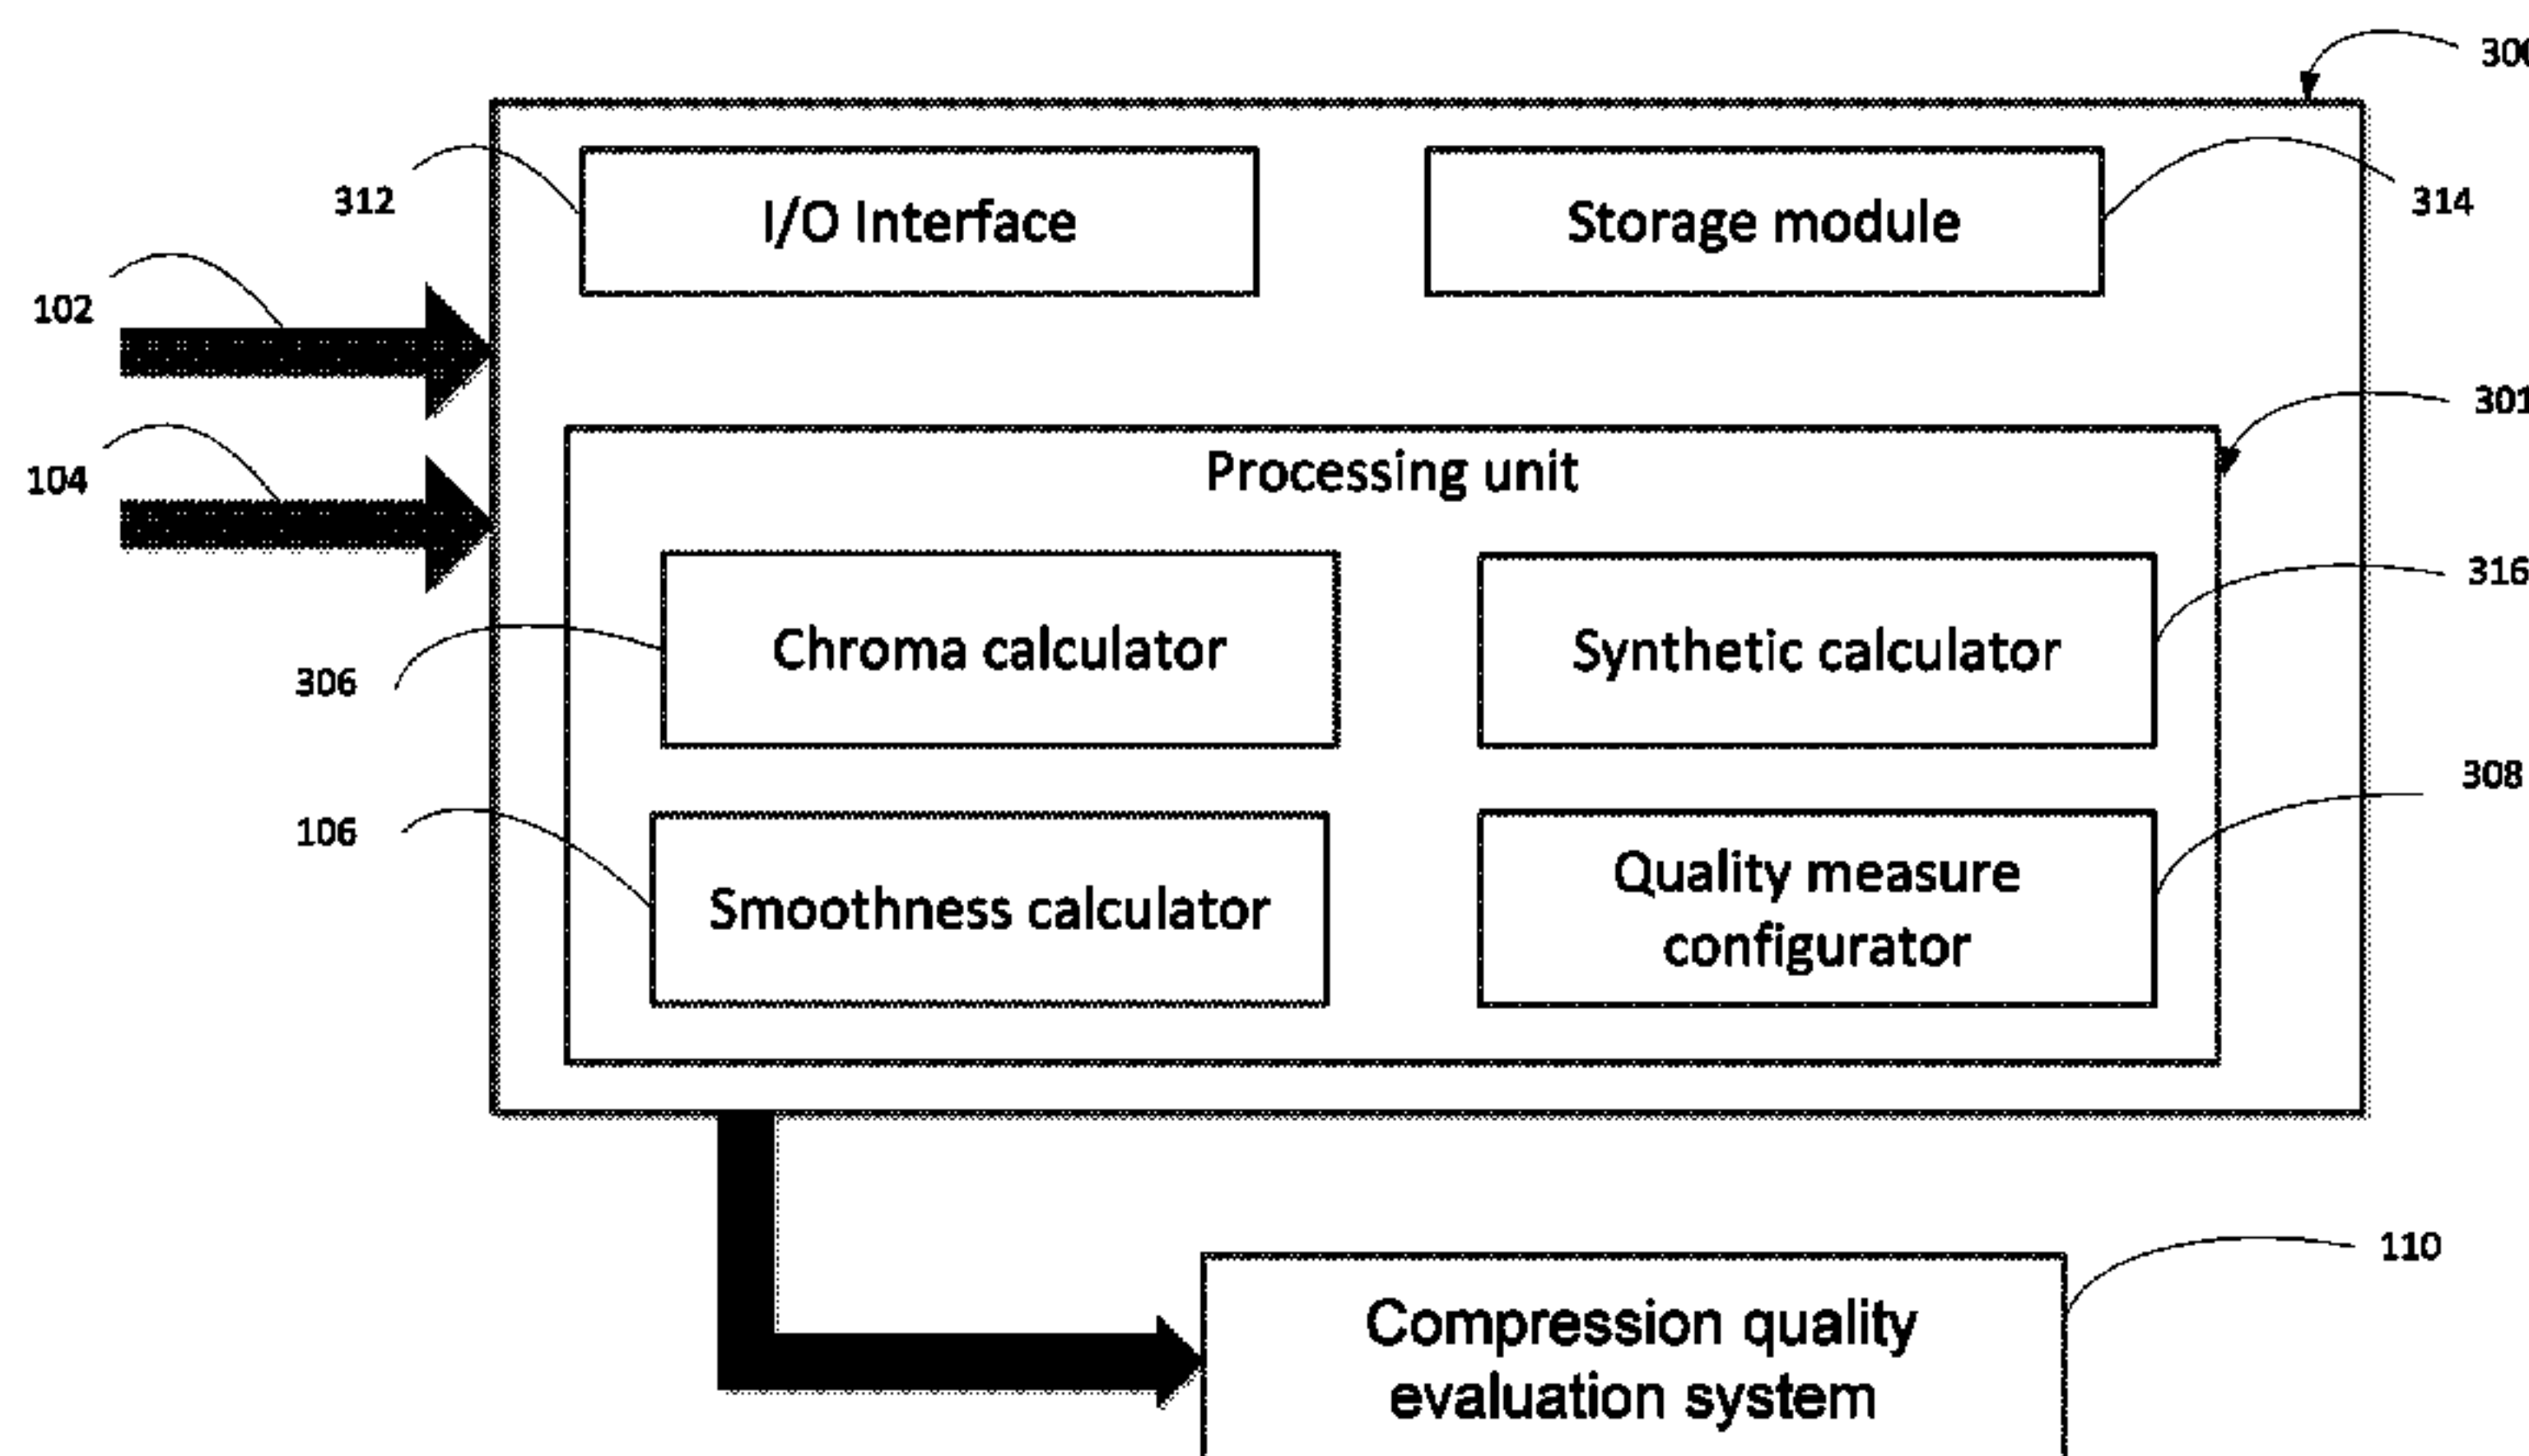 300
312
I/O Interface
Storage module
314
102
301
104
Processing unit
316
Chroma calculator
Synthetic calculator
306
308
106
Smoothness calculator
Quality measure
configurator
110
Compression quality
evaluation system